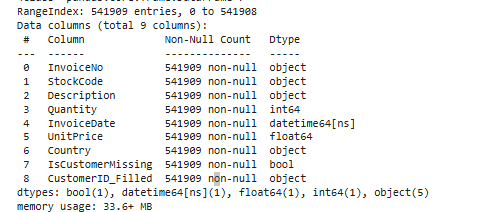 RangeIndex: 541909 entries, 0 to 541908
Data columns (total 9 columns):
 #   Column             Non-Null Count   Dtype
---  ------             --------------   -----
 0   InvoiceNo          541909 non-null  object
 1   StockCode          541909 non-null  object
 2   Description        541909 non-null  object
 3   Quantity           541909 non-null  int64
 4   InvoiceDate        541909 non-null  datetime64[ns]
 5   UnitPrice          541909 non-null  float64
 6   Country            541909 non-null  object
 7   IsCustomerMissing  541909 non-null  bool
 8   CustomerID_Filled  541909 non-null  object
dtypes: bool(1), datetime64[ns](1), float64(1), int64(1), object(5)
memory usage: 33.6+ MB